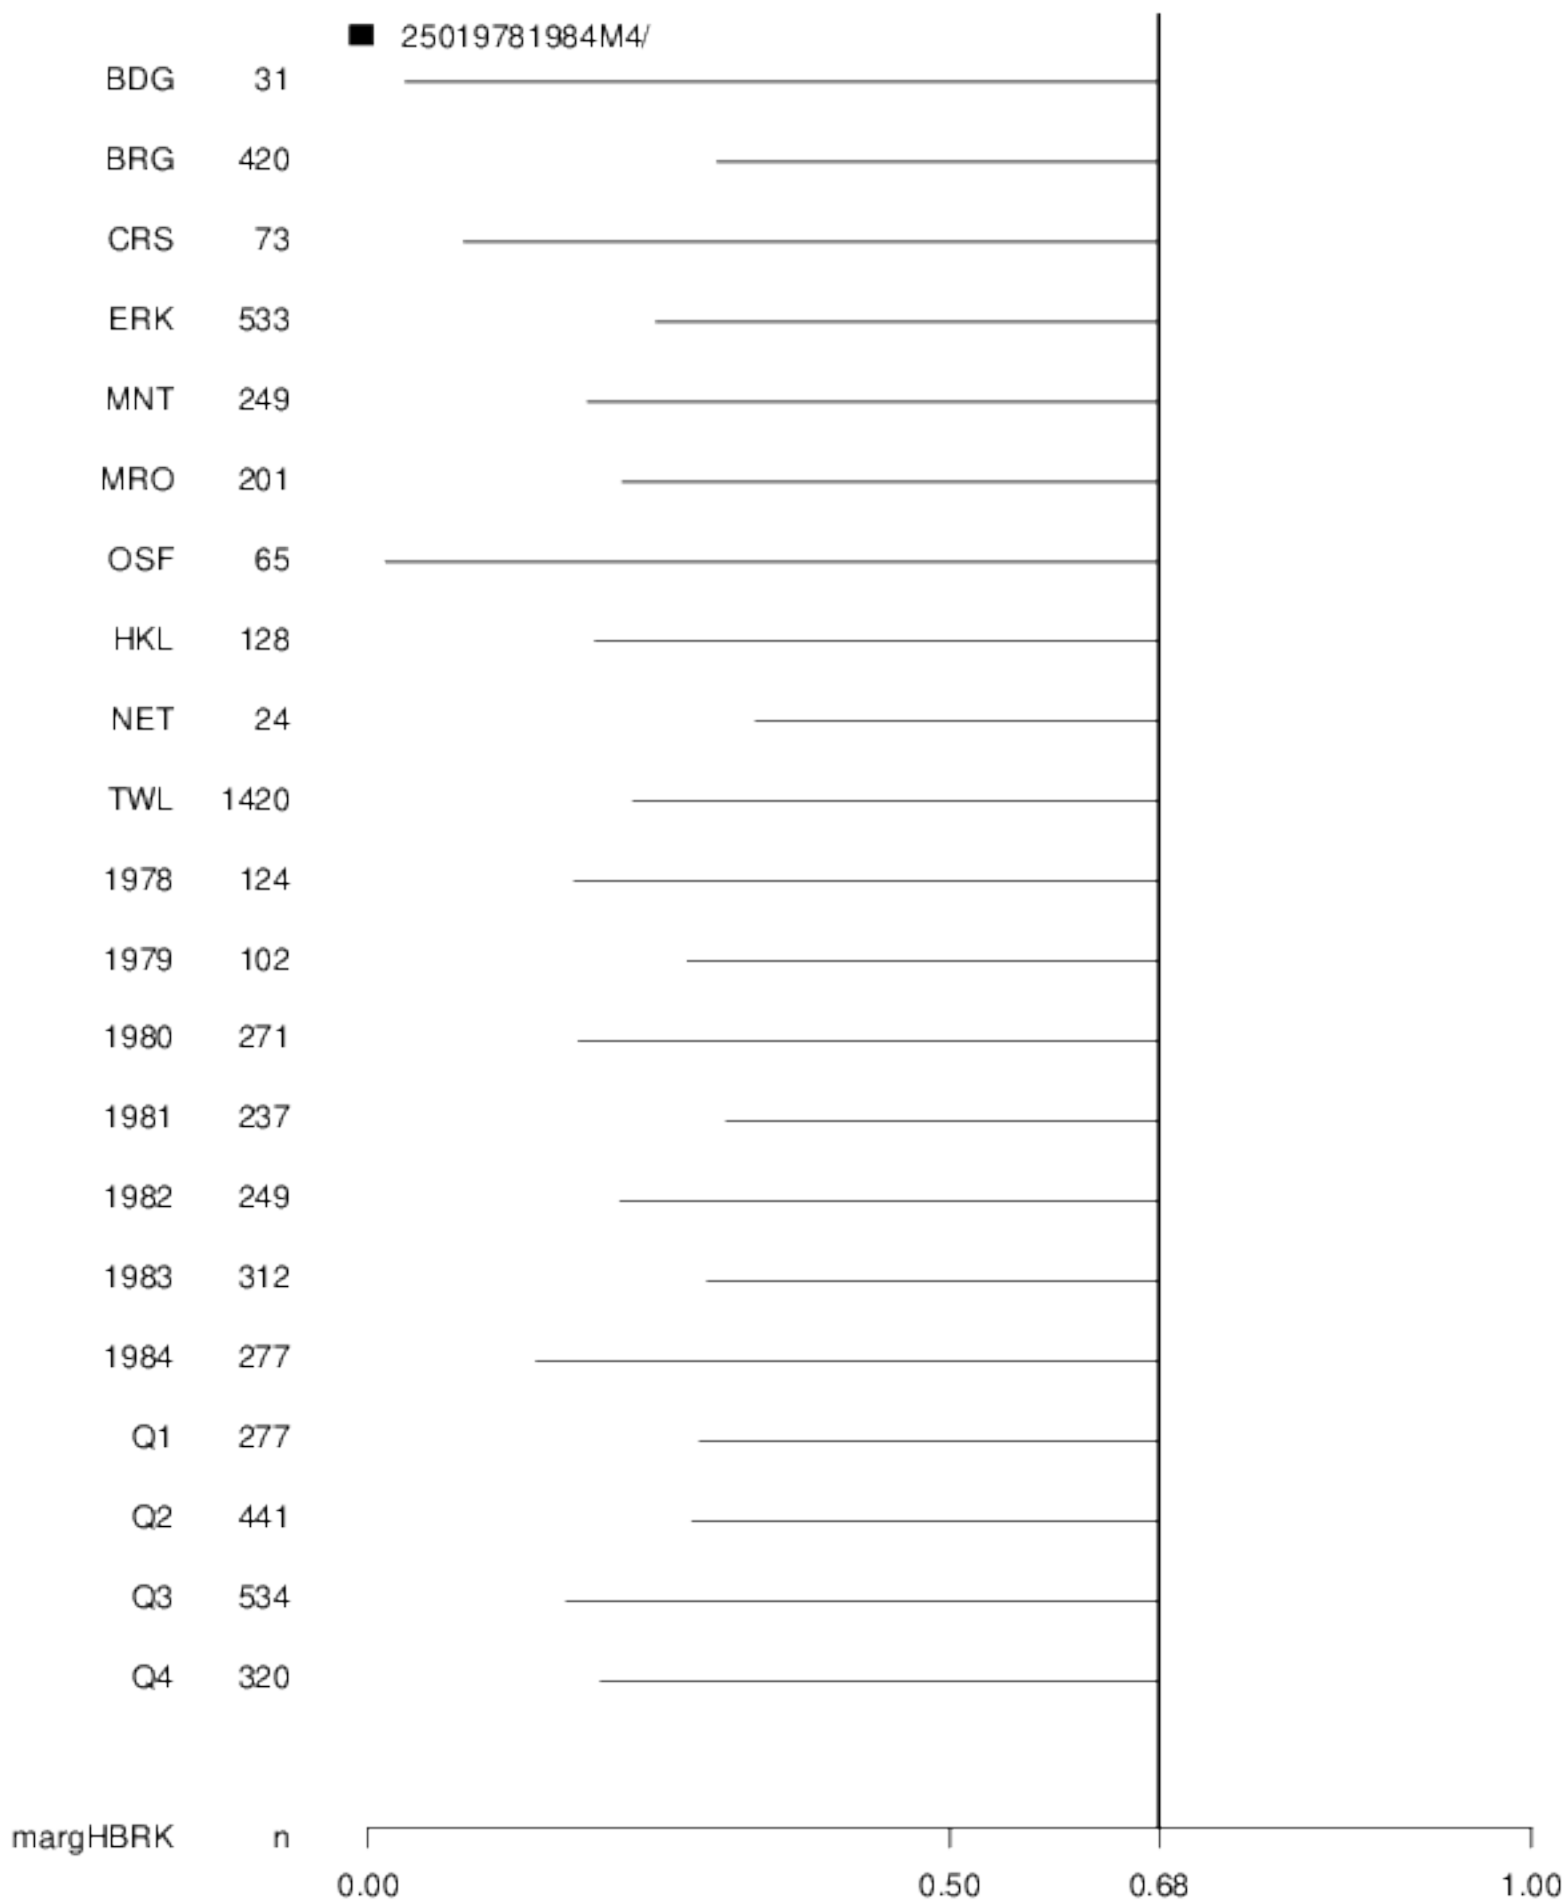 ■ 25019781984M4/
BDG 31
BRG 420
CRS 73
ERK 533
MNT 249
MRO 201
OSF 65
HKL 128
NET 24
TWL 1420
1978 124
1979 102
1980 271
1981 237
1982 249
1983 312
1984 277
Q1 277
Q2 441
Q3 534
Q4 320
margHBRK n
0.00 0.50 0.68 1.00